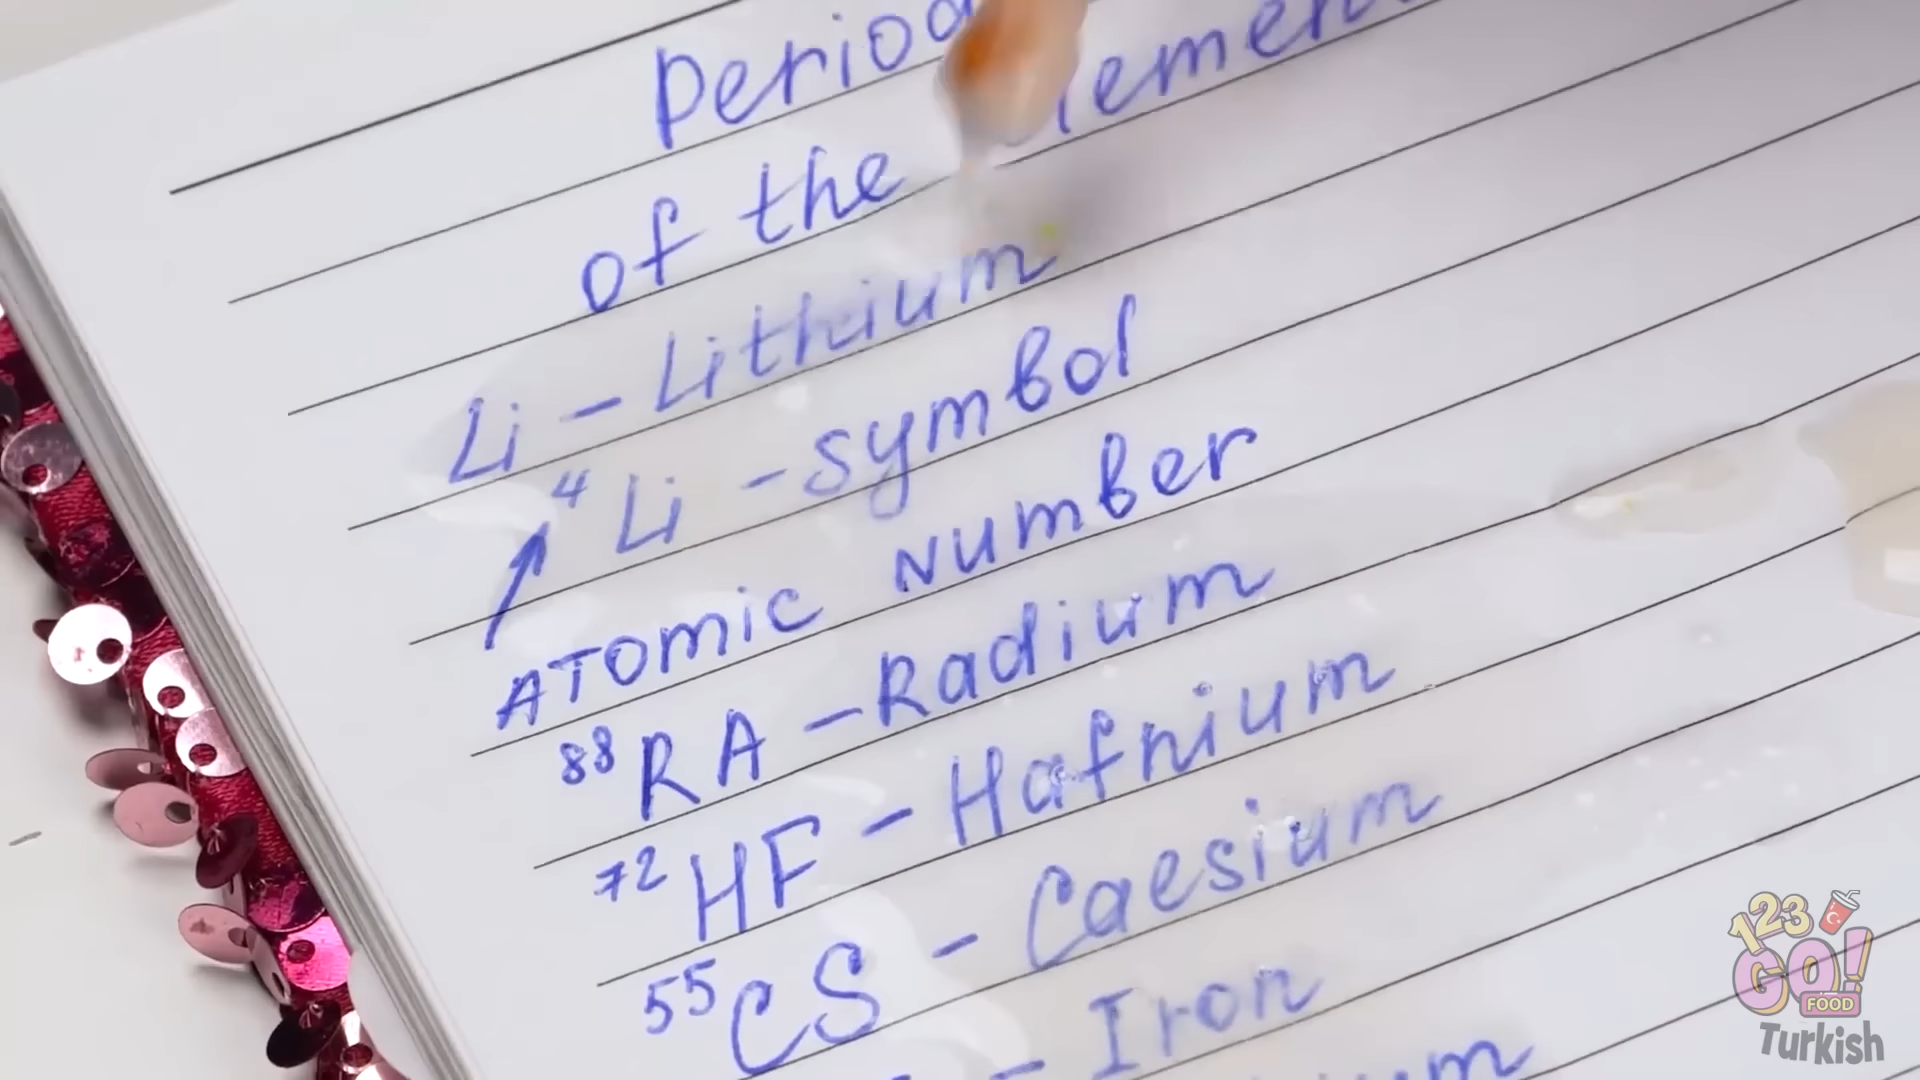 of the
Li - Lithium
4 Li - symbol
ATomic Number
88 RA - Radium
72 HF - Hafnium
55 CS - Caesium
- Iron
123
GO!
FOOD
Turkish